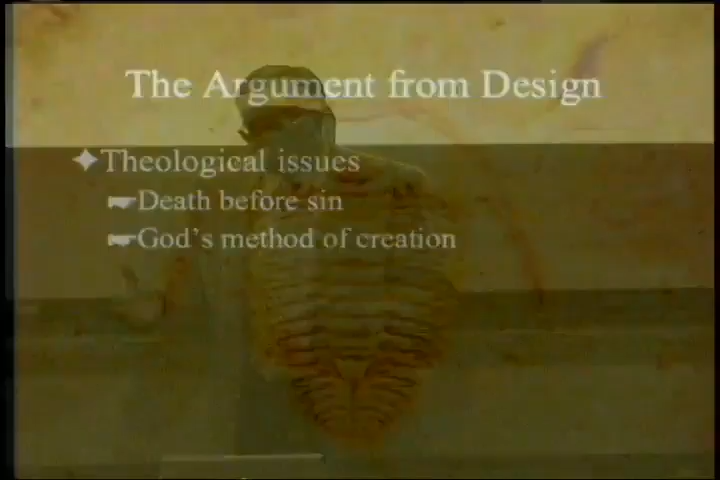 The Argument from Design
Theological issues
Death before sin
God's method of creation